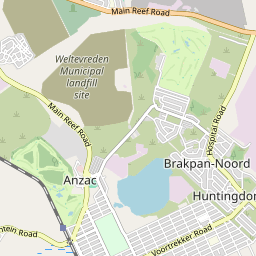 Main Reef Road
Weltevreden
Municipal
landfill
site
Main Reef Road
Hospital Road
Brakpan-Noord
Anzac
Huntingdon
tein Road
Voortrekker Road